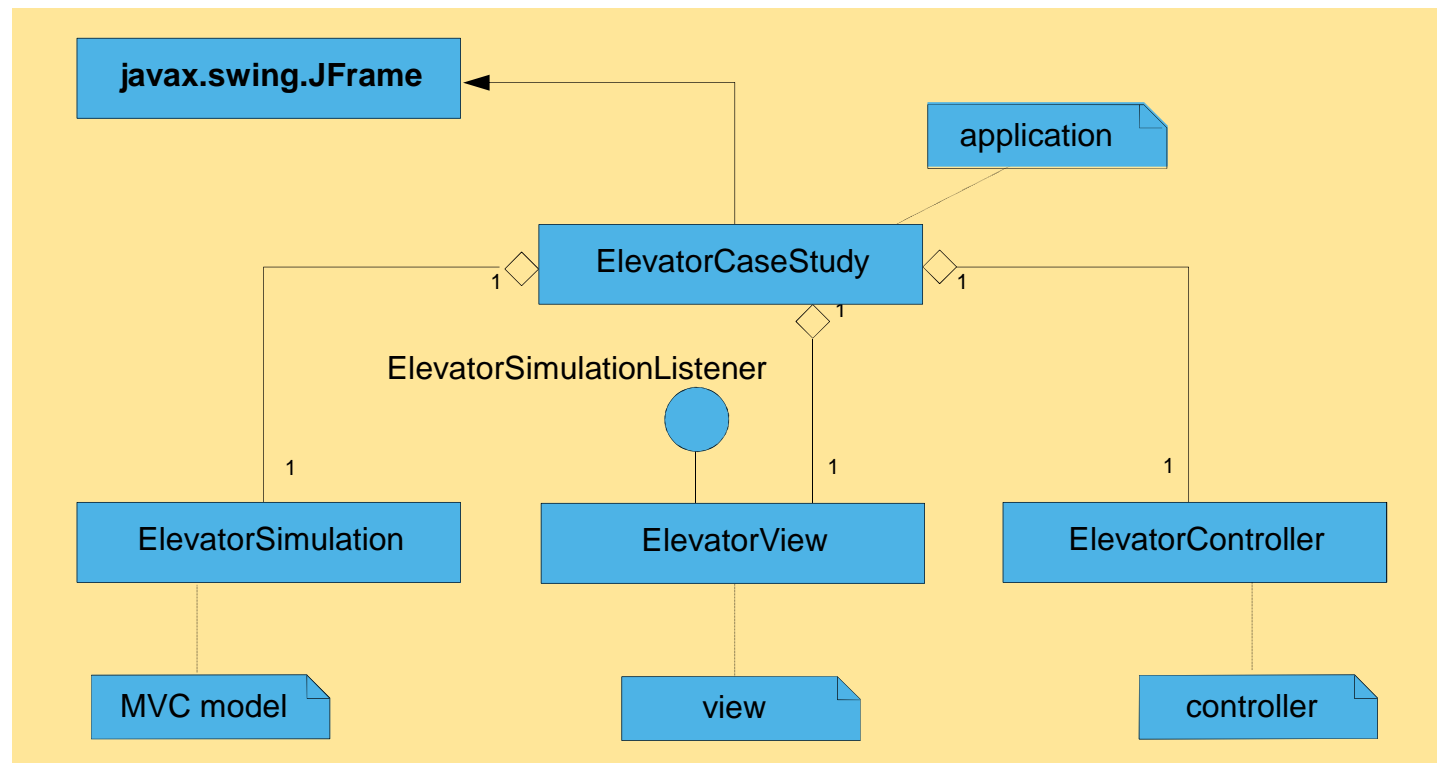 javax.swing.JFrame
application
ElevatorCaseStudy
1
1
1
ElevatorSimulationListener
1
1
1
ElevatorSimulation
ElevatorView
ElevatorController
MVC model
view
controller